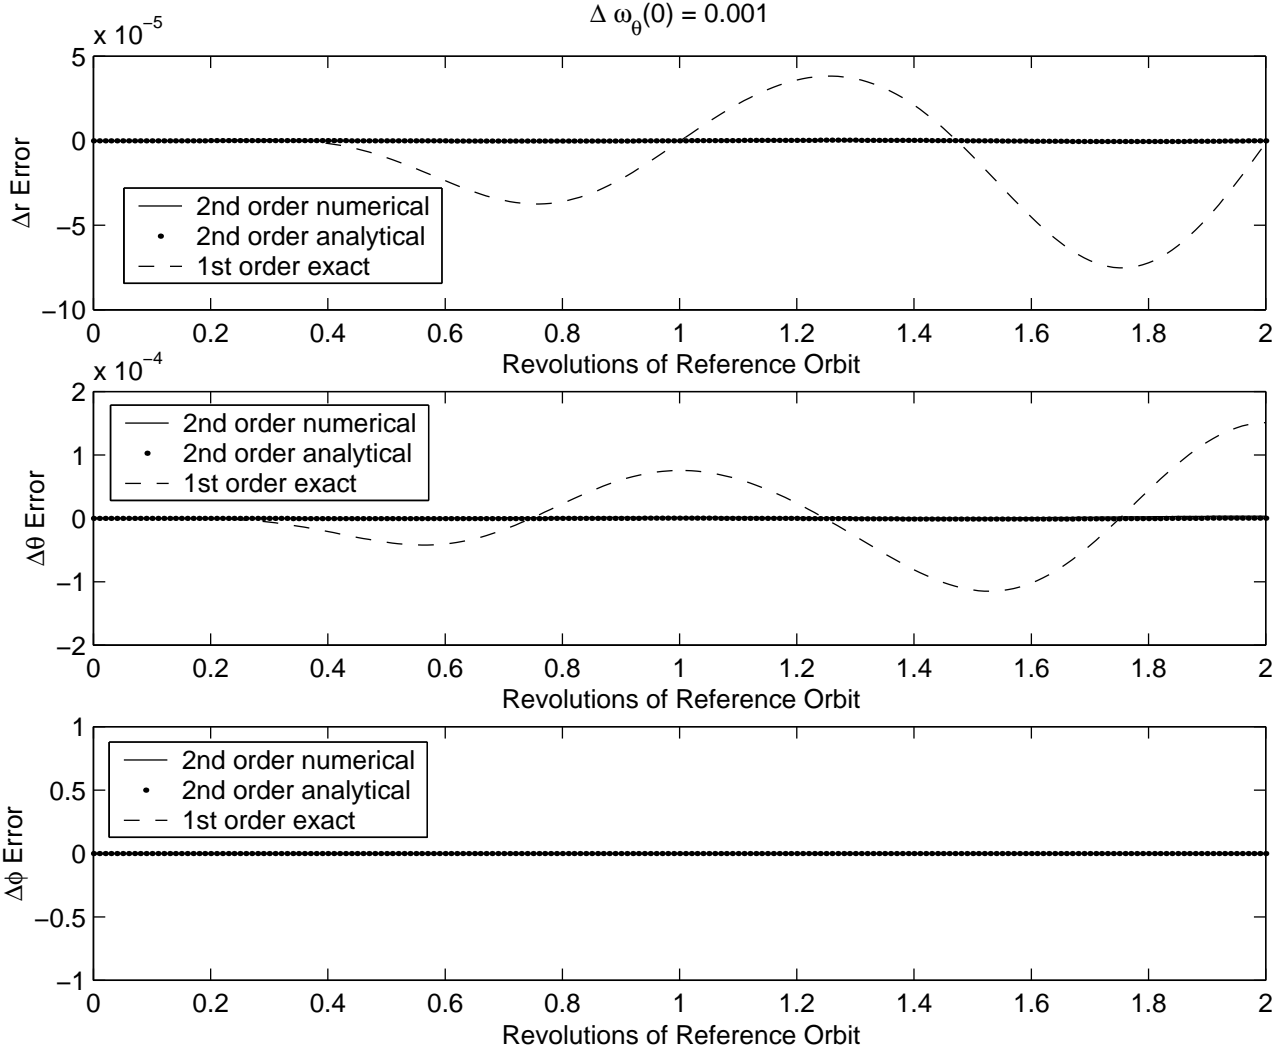 Δ ω_θ(0) = 0.001
x 10^−5
5
0
−5
−10
Δr Error
2nd order numerical
2nd order analytical
1st order exact
0 0.2 0.4 0.6 0.8 1 1.2 1.4 1.6 1.8 2
Revolutions of Reference Orbit
x 10^−4
2
1
0
−1
−2
Δθ Error
2nd order numerical
2nd order analytical
1st order exact
0 0.2 0.4 0.6 0.8 1 1.2 1.4 1.6 1.8 2
Revolutions of Reference Orbit
1
0.5
0
−0.5
−1
Δϕ Error
2nd order numerical
2nd order analytical
1st order exact
0 0.2 0.4 0.6 0.8 1 1.2 1.4 1.6 1.8 2
Revolutions of Reference Orbit